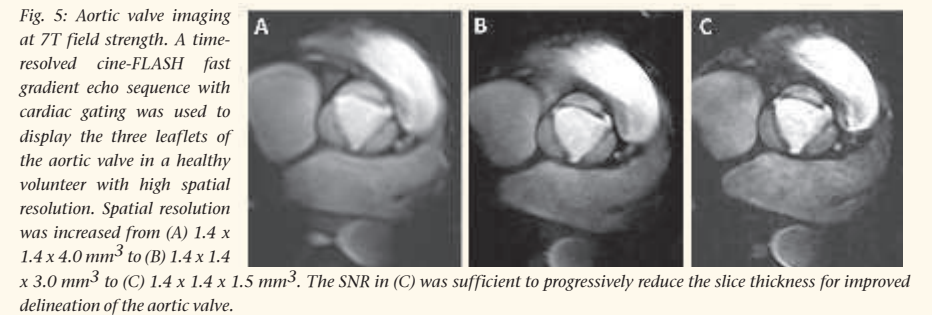 Fig. 5: Aortic valve imaging
at 7T field strength. A time-
resolved cine-FLASH fast
gradient echo sequence with
cardiac gating was used to
display the three leaflets of
the aortic valve in a healthy
volunteer with high spatial
resolution. Spatial resolution
was increased from (A) 1.4 x
1.4 x 4.0 mm³ to (B) 1.4 x 1.4
x 3.0 mm³ to (C) 1.4 x 1.4 x 1.5 mm³. The SNR in (C) was sufficient to progressively reduce the slice thickness for improved
delineation of the aortic valve.
A
B
C